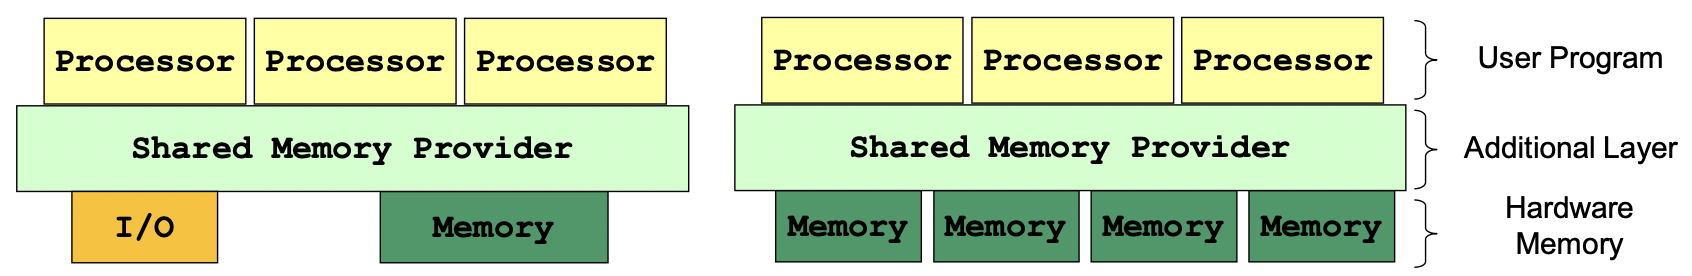 Processor Processor Processor
Shared Memory Provider
I/O Memory
Processor Processor Processor
Shared Memory Provider
Memory Memory Memory Memory
User Program
Additional Layer
Hardware
Memory